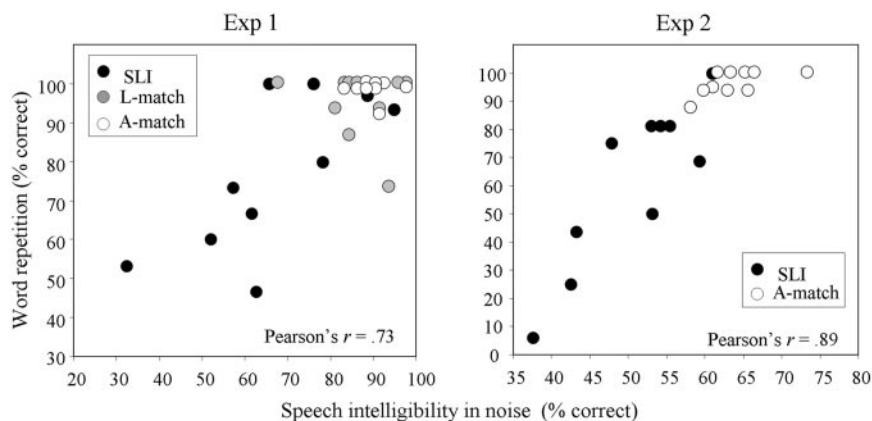 Exp 1
Exp 2
Word repetition (% correct)
100
90
80
70
60
50
40
30
SLI
L-match
A-match
Pearson's r = .73
20 30 40 50 60 70 80 90 100
100
90
80
70
60
50
40
30
20
10
0
SLI
A-match
Pearson's r = .89
35 40 45 50 55 60 65 70 75 80
Speech intelligibility in noise (% correct)